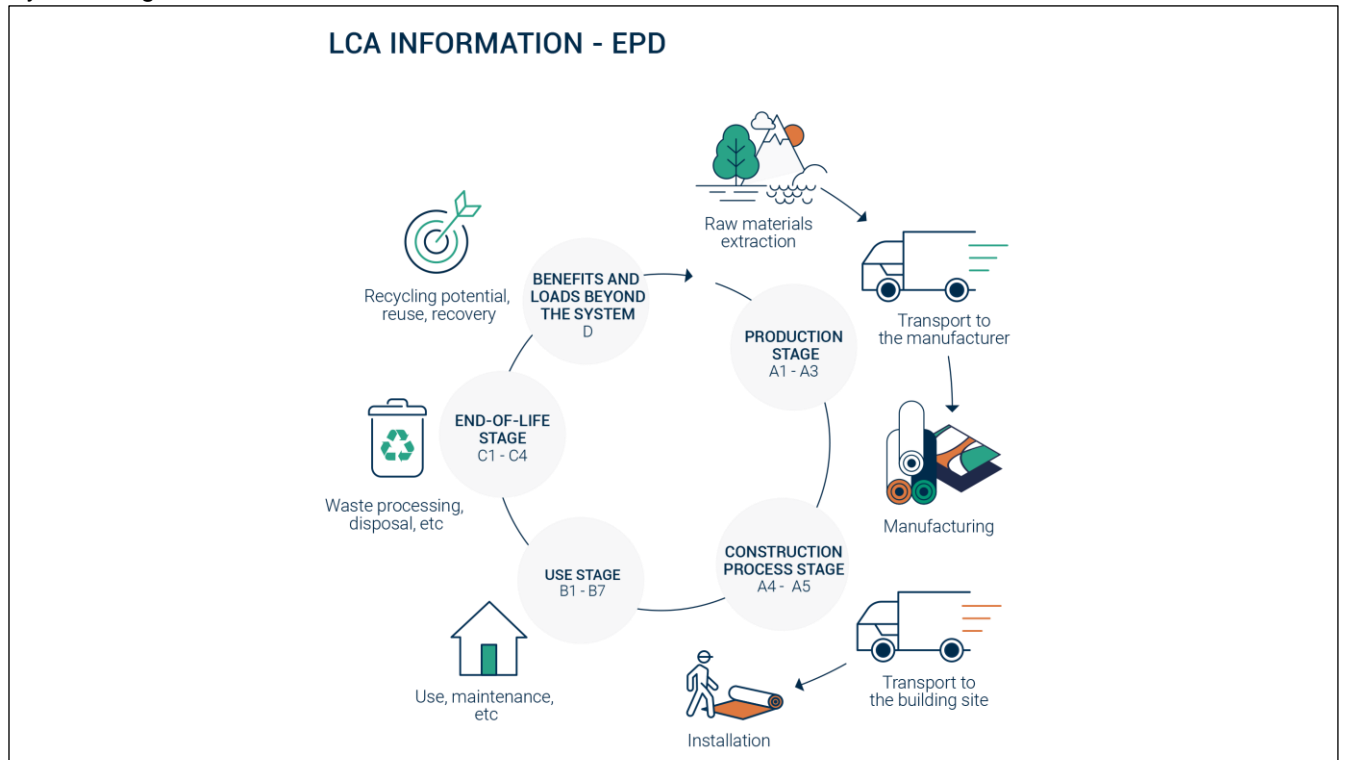 LCA INFORMATION - EPD
Raw materials
extraction
Transport to
the manufacturer
Manufacturing
PRODUCTION
STAGE
A1 - A3
CONSTRUCTION
PROCESS STAGE
A4 - A5
Transport to
the building site
Installation
USE STAGE
B1 - B7
Use, maintenance,
etc
END-OF-LIFE
STAGE
C1 - C4
Waste processing,
disposal, etc
BENEFITS AND
LOADS BEYOND
THE SYSTEM
D
Recycling potential,
reuse, recovery